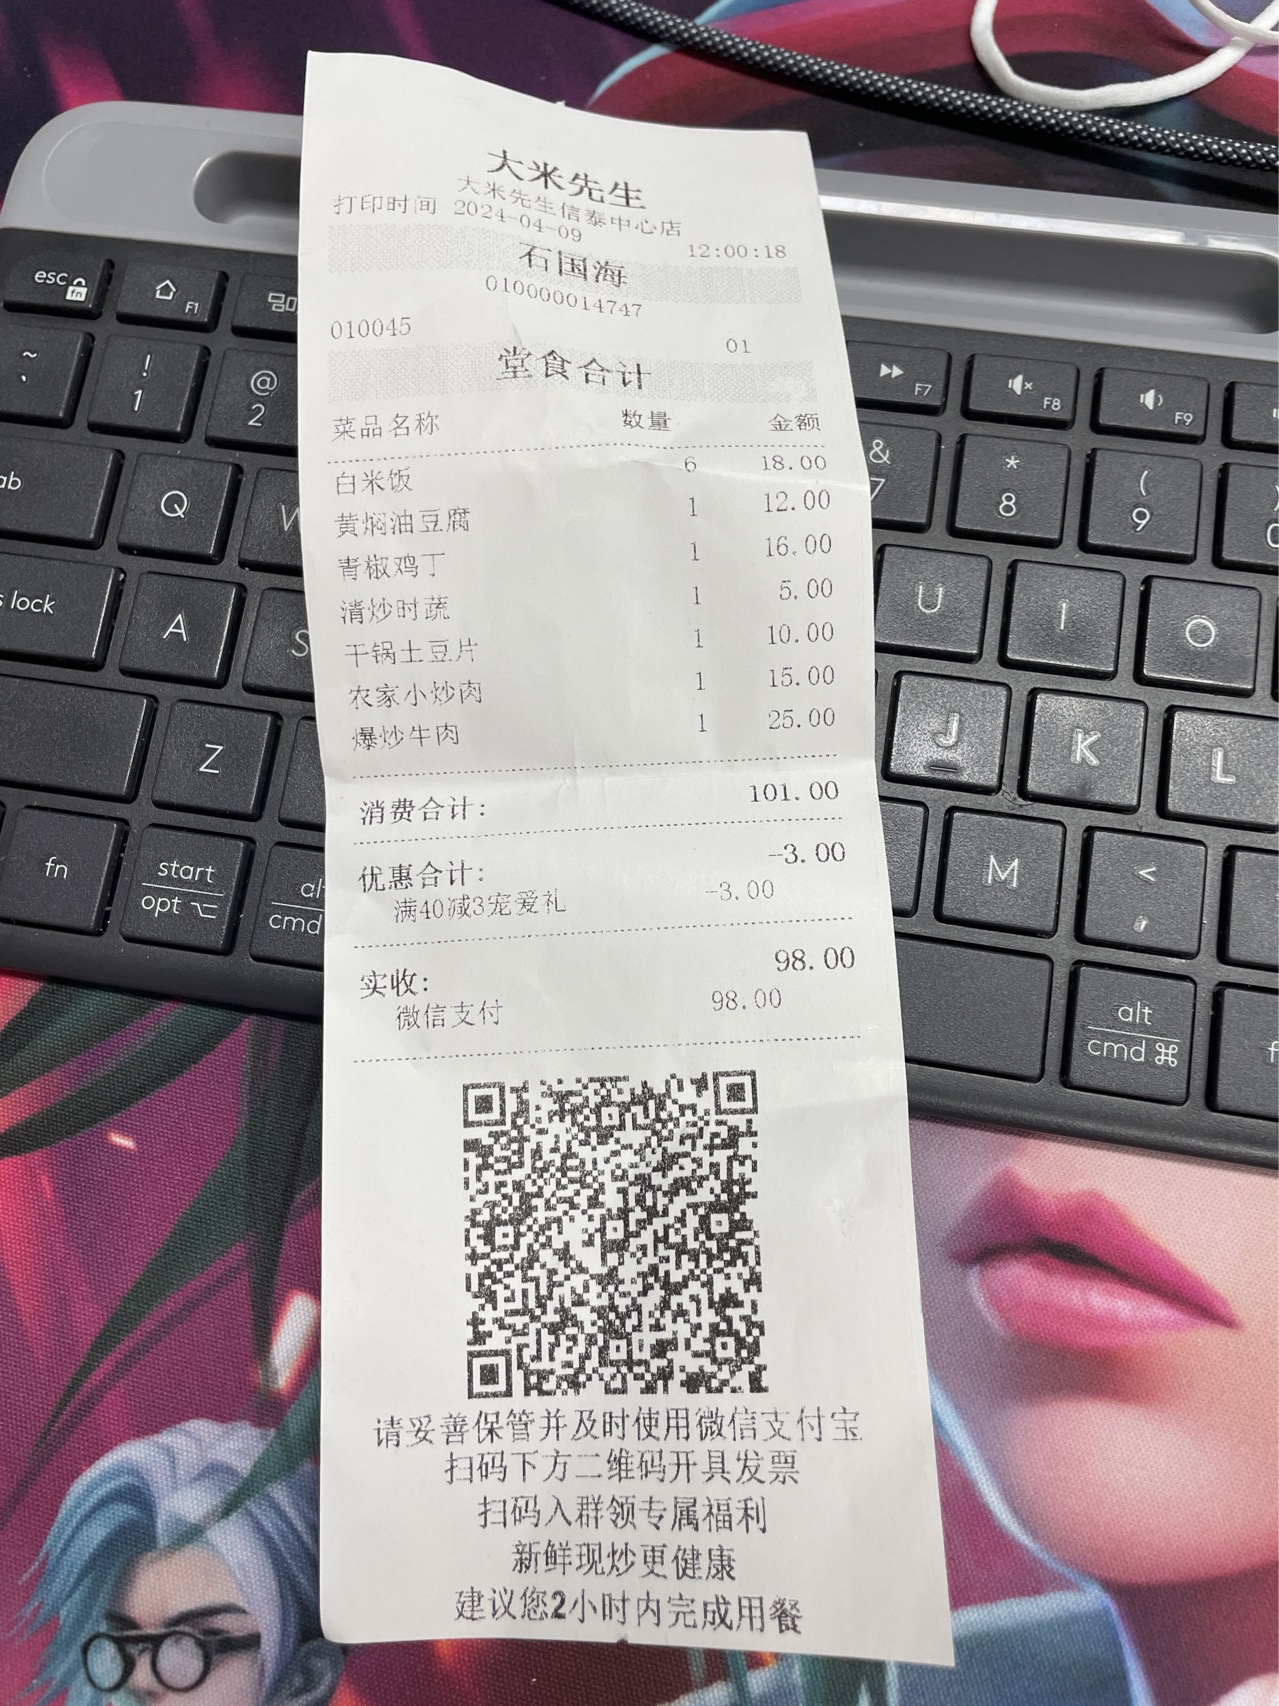 大米先生
大米先生信泰中心店
打印时间 2024-04-09 12:00:18
石国海
010000014747
010045 01
堂食合计
菜品名称 数量 金额
白米饭 6 18.00
黄焖油豆腐 1 12.00
青椒鸡丁 1 16.00
清炒时蔬 1 5.00
干锅土豆片 1 10.00
农家小炒肉 1 15.00
爆炒牛肉 1 25.00
消费合计: 101.00
优惠合计: -3.00
满40减3宠爱礼 -3.00
实收: 98.00
微信支付 98.00
请妥善保管并及时使用微信支付宝
扫码下方二维码开具发票
扫码入群领专属福利
新鲜现炒更健康
建议您2小时内完成用餐
esc fn
F1
F7
F8
F9
~ `
! 1
@ 2
& 7
* 8
( 9
ab
Q
W
U
I
O
s lock
A
S
J
K
L
Z
M
< ,
fn
start
opt
al
cmd
alt
cmd ⌘
f